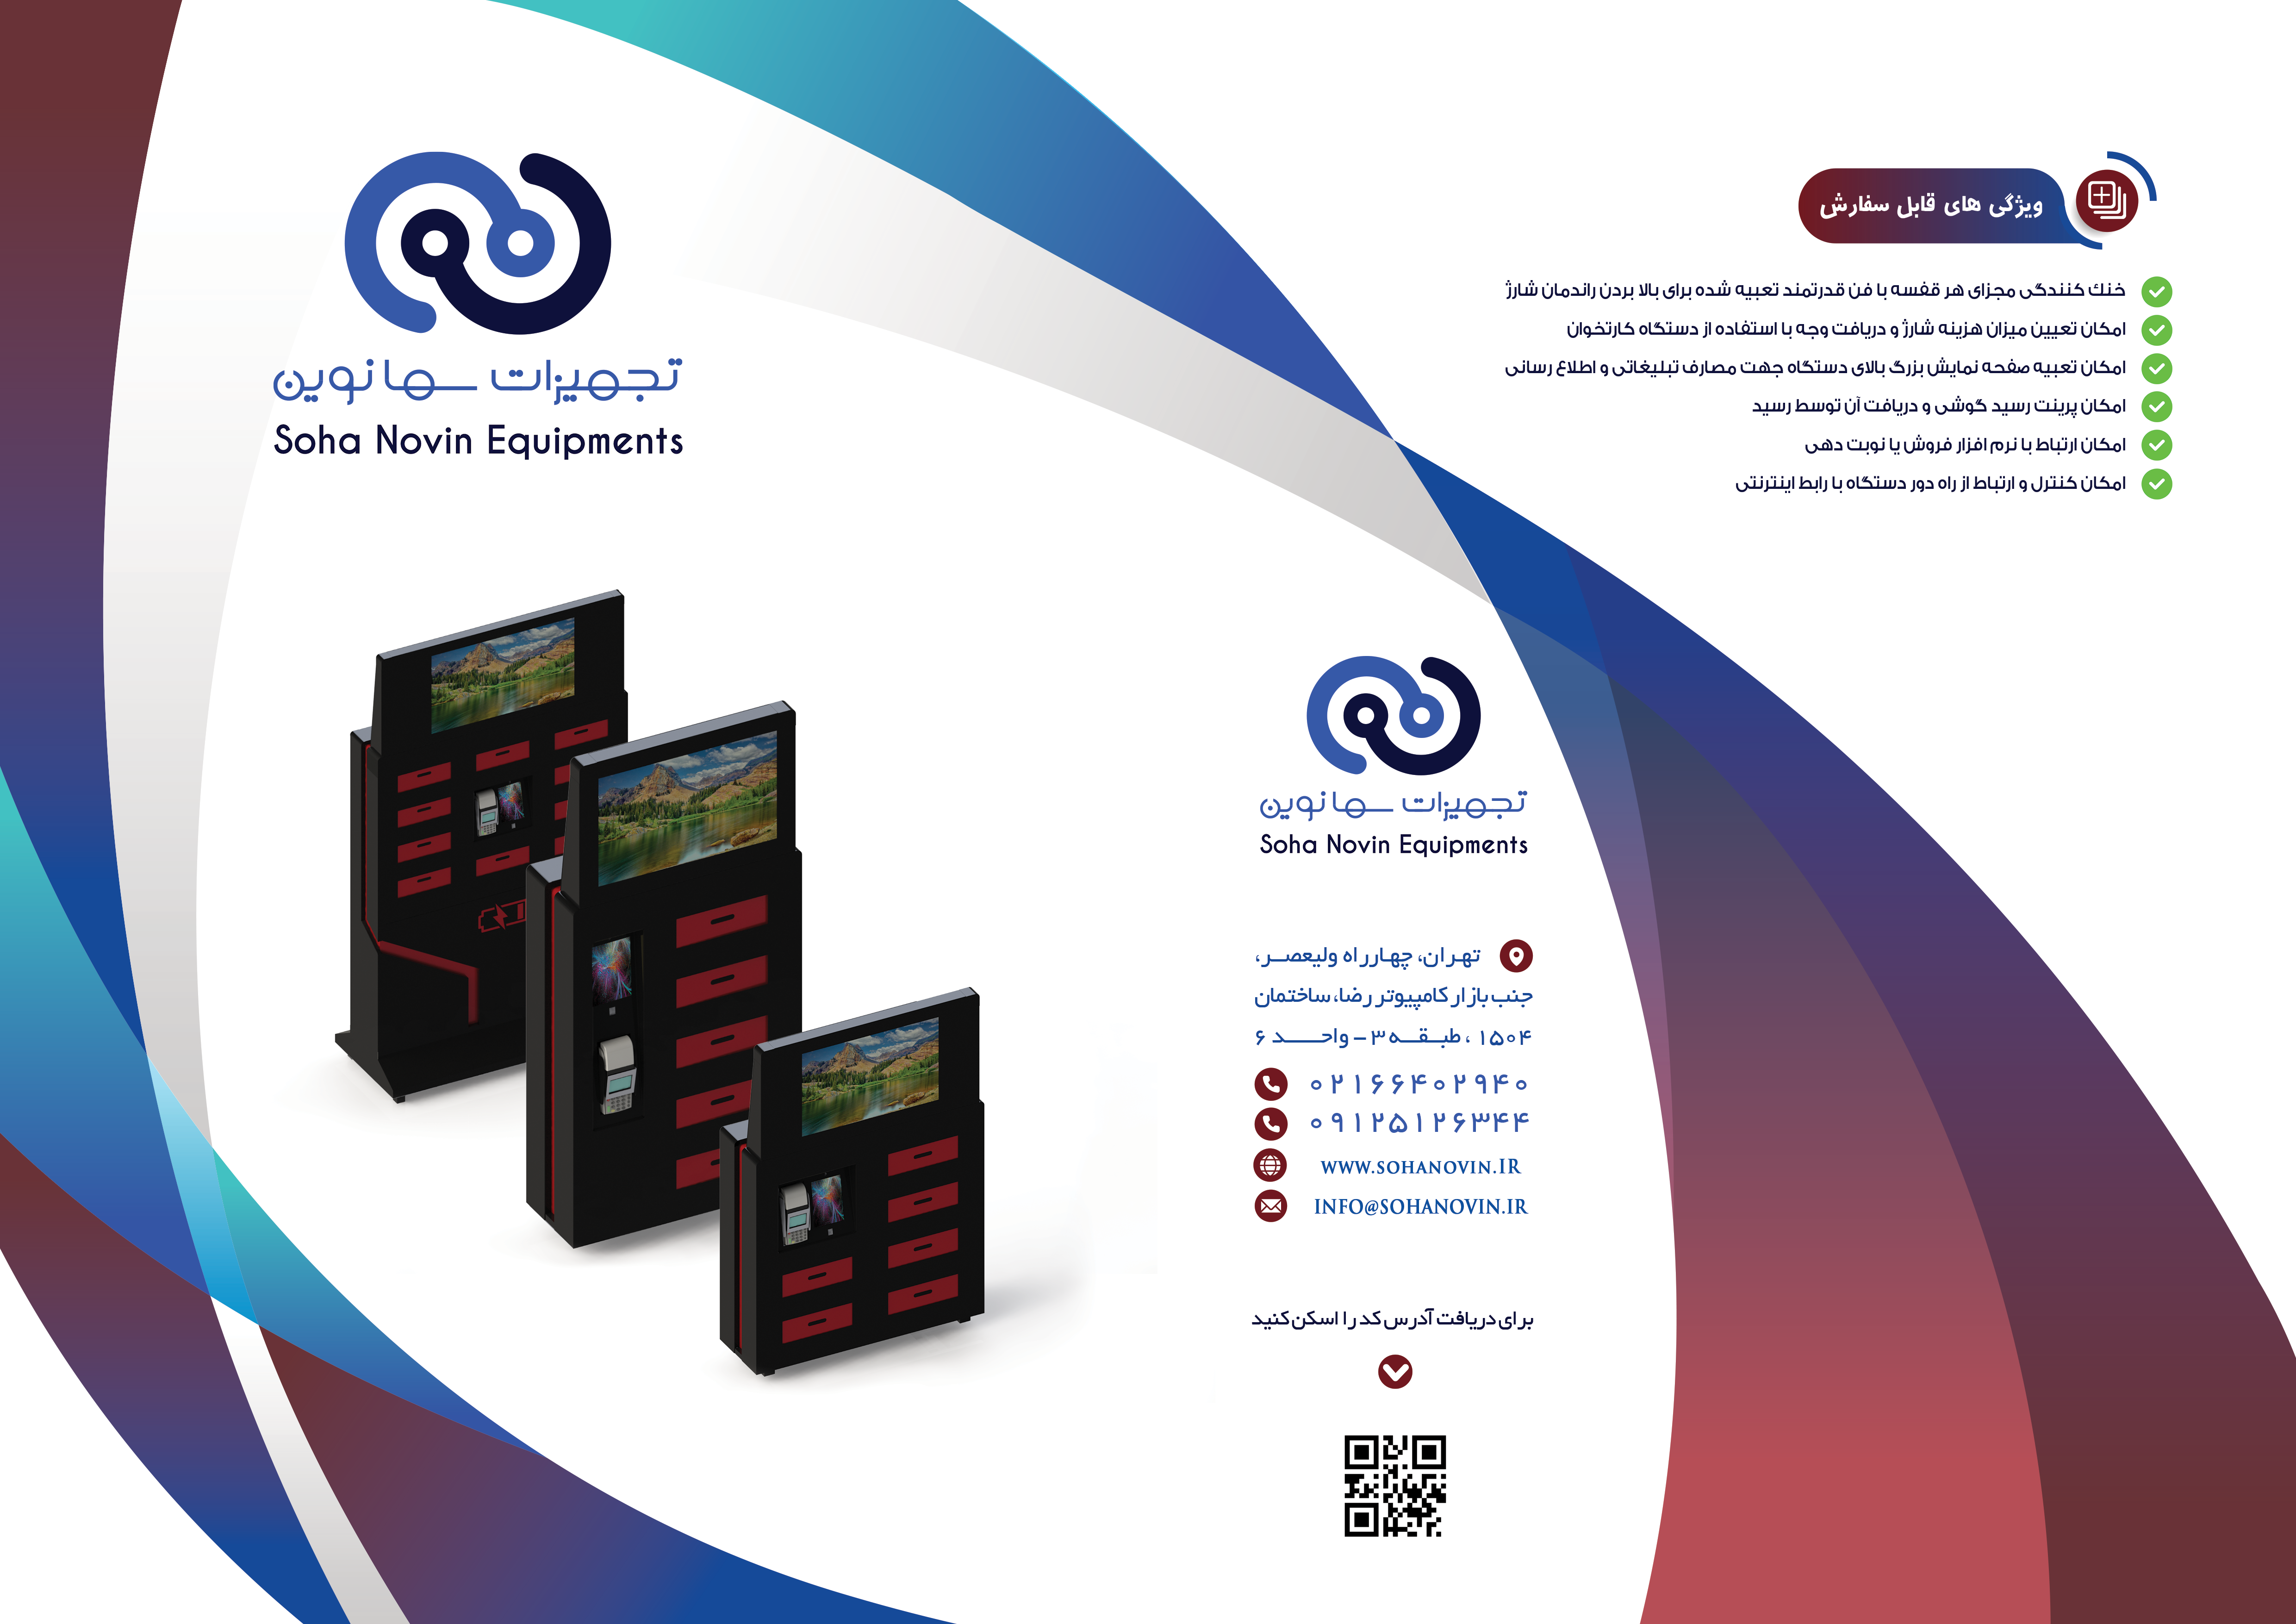 تجهیزات سها نوین
Soha Novin Equipments
ویژگی های قابل سفارش
خنک کنندگی مجزای هر قفسه با فن قدرتمند تعبیه شده برای بالا بردن راندمان شارژ
امکان تعیین میزان هزینه شارژ و دریافت وجه با استفاده از دستگاه کارتخوان
امکان تعبیه صفحه نمایش بزرگ بالای دستگاه جهت مصارف تبلیغاتی و اطلاع رسانی
امکان پرینت رسید گوشی و دریافت آن توسط رسید
امکان ارتباط با نرم افزار فروش یا نوبت دهی
امکان کنترل و ارتباط از راه دور دستگاه با رابط اینترنتی
تجهیزات سها نوین
Soha Novin Equipments
تهران، چهارراه ولیعصر،
جنب بازار کامپیوتر رضا، ساختمان
۱۵۰۴ ، طبقه ۳ – واحد ۶
۰۲۱۶۶۴۰۲۹۴۰
۰۹۱۲۵۱۲۶۳۴۴
WWW.SOHANOVIN.IR
INFO@SOHANOVIN.IR
برای دریافت آدرس کد را اسکن کنید